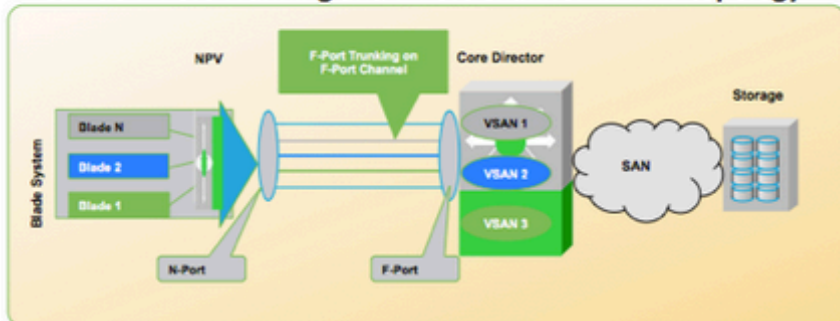 NPV
F-Port Trunking on
F-Port Channel
Core Director
Storage
Blade System
Blade N
Blade 2
Blade 1
VSAN 1
VSAN 2
VSAN 3
SAN
N-Port
F-Port